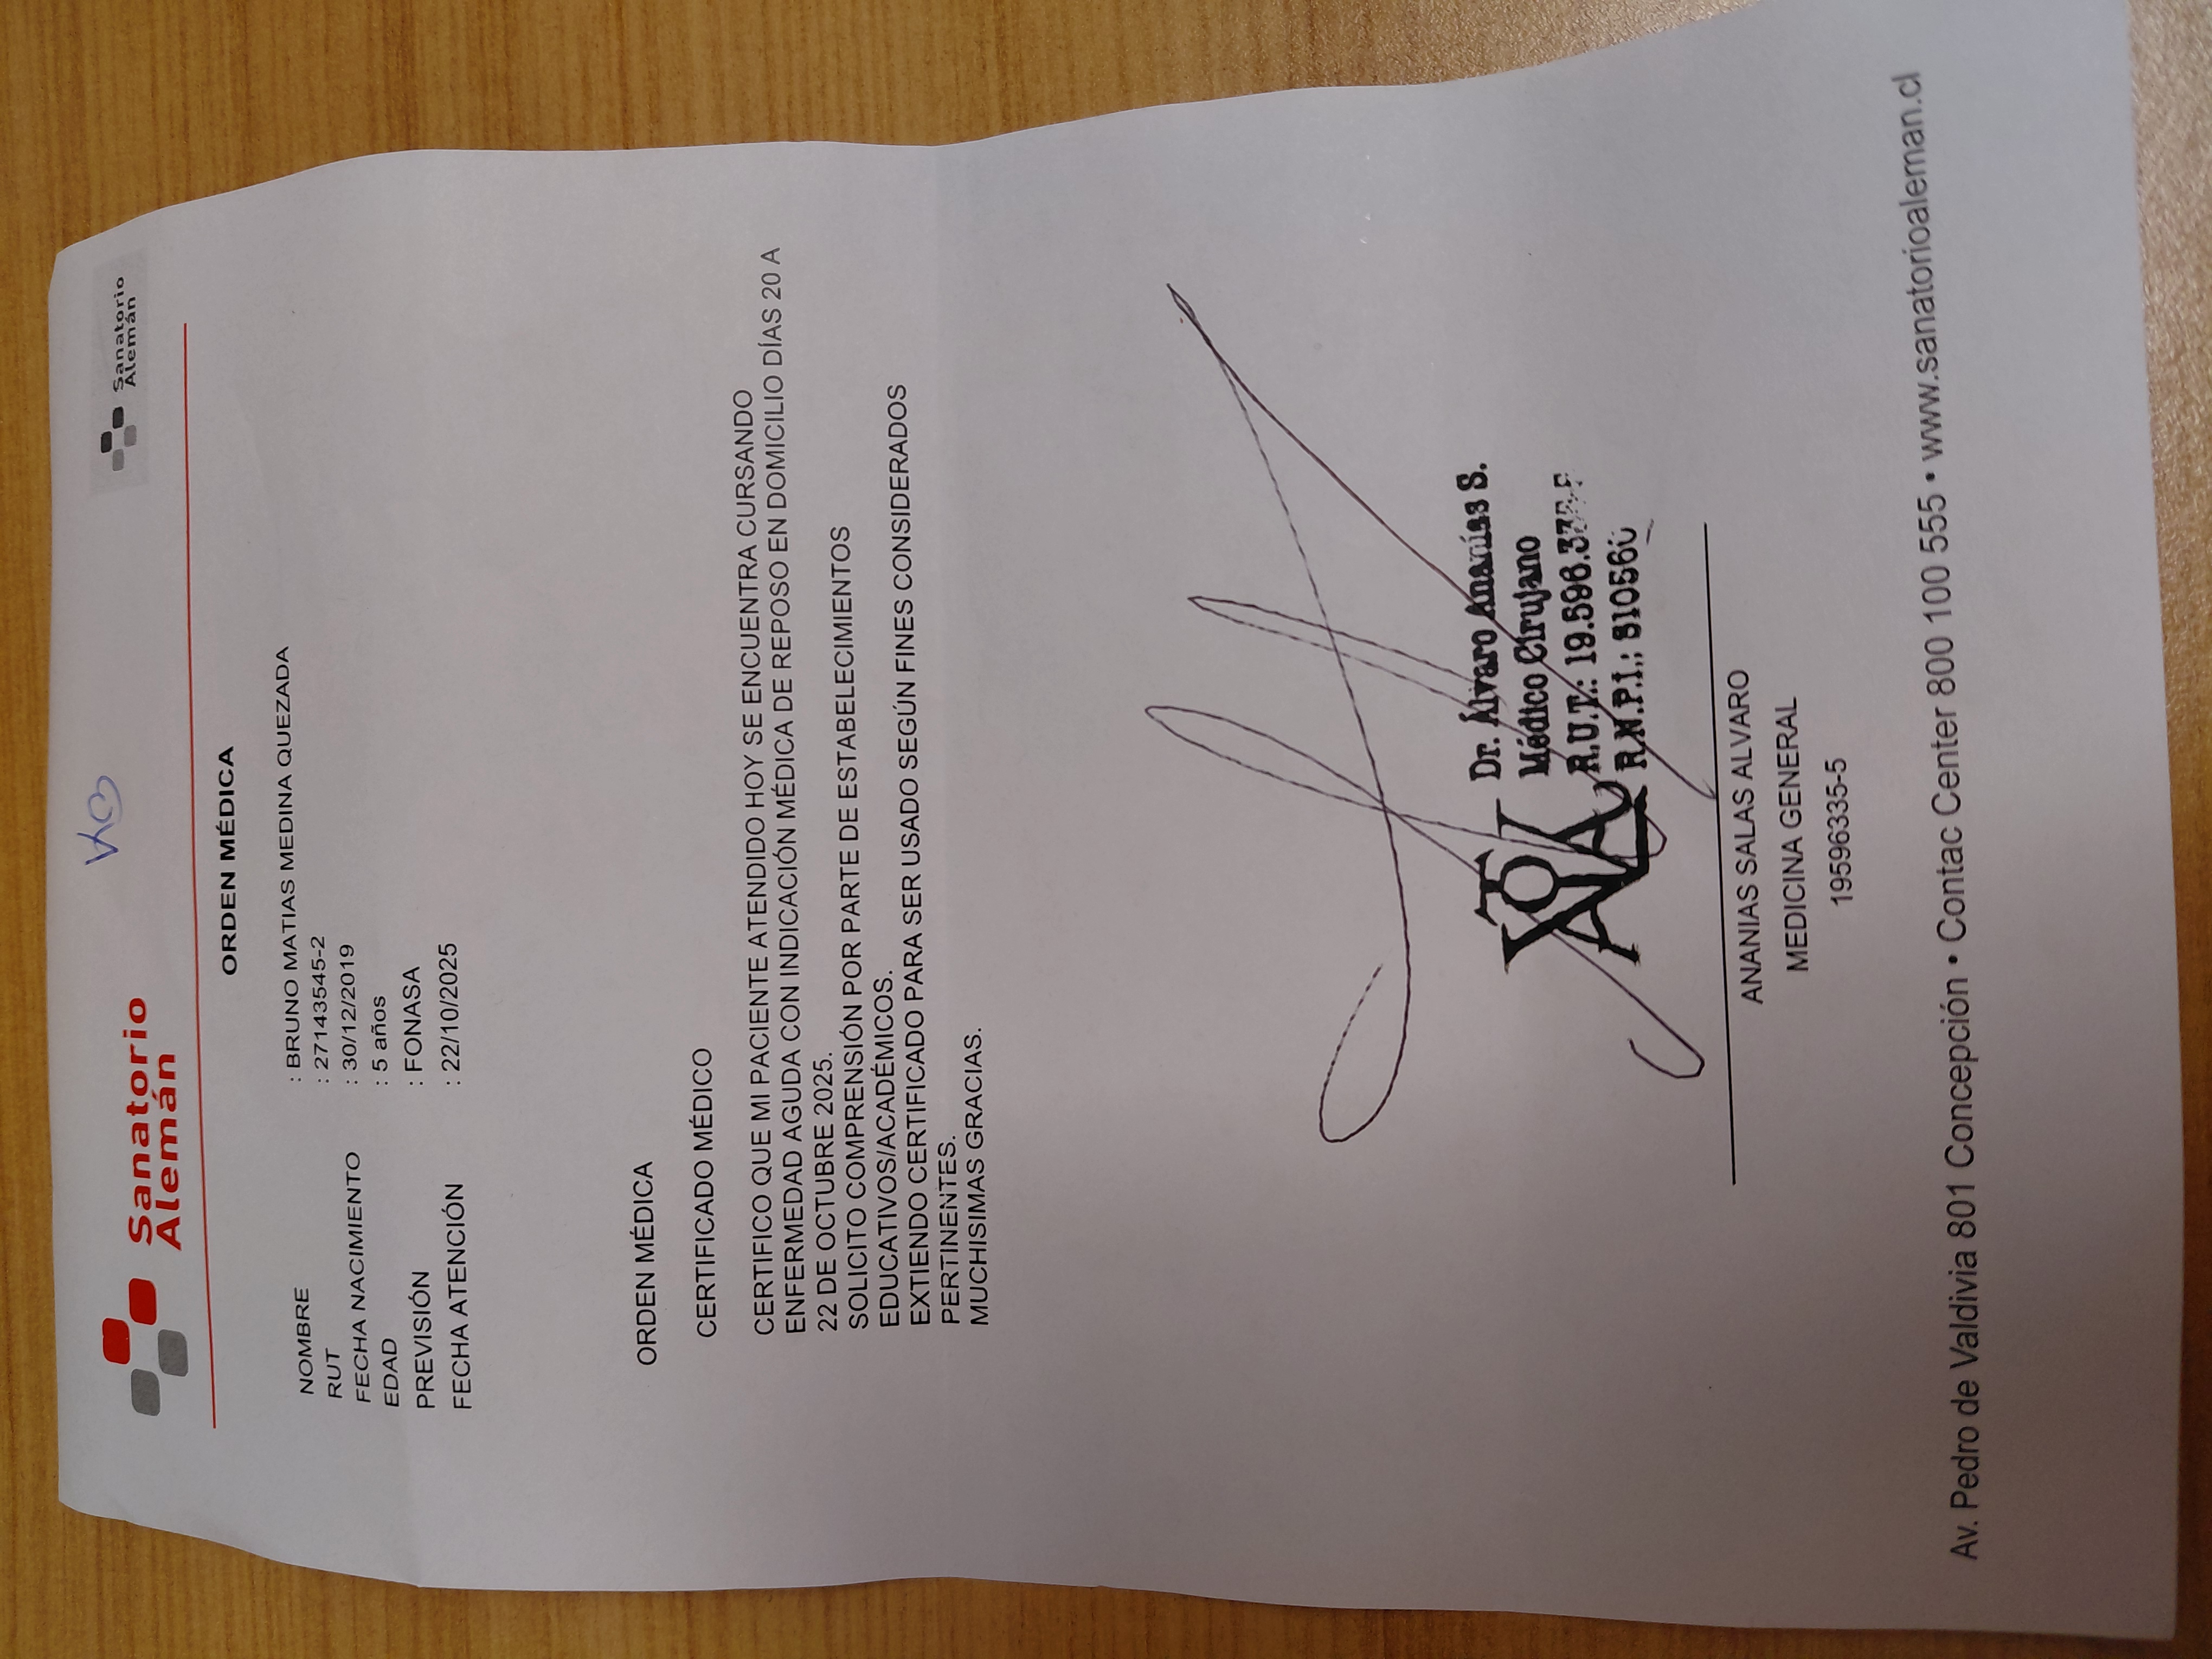 Sanatorio
Alemán
Sanatorio
Alemán
ORDEN MÉDICA
NOMBRE : BRUNO MATIAS MEDINA QUEZADA
RUT : 27143545-2
FECHA NACIMIENTO : 30/12/2019
EDAD : 5 años
PREVISIÓN : FONASA
FECHA ATENCIÓN : 22/10/2025
ORDEN MÉDICA
CERTIFICADO MÉDICO
CERTIFICO QUE MI PACIENTE ATENDIDO HOY SE ENCUENTRA CURSANDO
ENFERMEDAD AGUDA CON INDICACIÓN MÉDICA DE REPOSO EN DOMICILIO DÍAS 20 A
22 DE OCTUBRE 2025.
SOLICITO COMPRENSIÓN POR PARTE DE ESTABLECIMIENTOS
EDUCATIVOS/ACADÉMICOS.
EXTIENDO CERTIFICADO PARA SER USADO SEGÚN FINES CONSIDERADOS
PERTINENTES.
MUCHISIMAS GRACIAS.
Dr. Álvaro Ananías S.
Médico Cirujano
R.U.T.: 19.596.
R.N.P.I.:
ANANIAS SALAS ALVARO
MEDICINA GENERAL
19596335-5
Av. Pedro de Valdivia 801 Concepción • Contac Center 800 100 555 • www.sanatorioaleman.cl